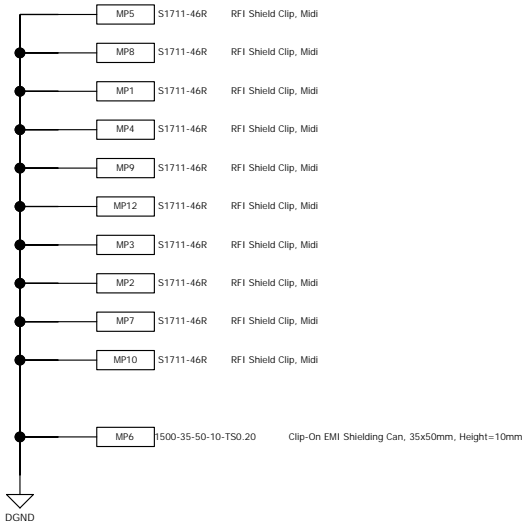 MP5 S1711-46R RFI Shield Clip, Midi
MP8 S1711-46R RFI Shield Clip, Midi
MP1 S1711-46R RFI Shield Clip, Midi
MP4 S1711-46R RFI Shield Clip, Midi
MP9 S1711-46R RFI Shield Clip, Midi
MP12 S1711-46R RFI Shield Clip, Midi
MP3 S1711-46R RFI Shield Clip, Midi
MP2 S1711-46R RFI Shield Clip, Midi
MP7 S1711-46R RFI Shield Clip, Midi
MP10 S1711-46R RFI Shield Clip, Midi
MP6 1500-35-50-10-TS0.20 Clip-On EMI Shielding Can, 35x50mm, Height=10mm
DGND